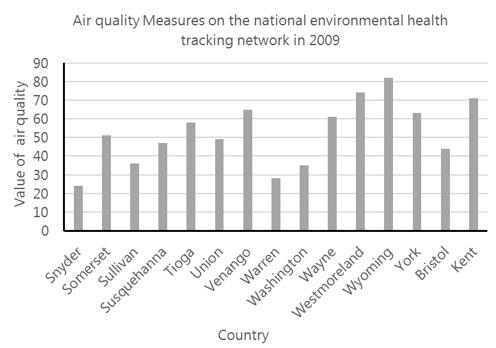 Air quality Measures on the national environmental health
tracking network in 2009
Value of air quality
90
80
70
60
50
40
30
20
10
0
Snyder
Somerset
Sullivan
Susquehanna
Tioga
Union
Venango
Warren
Washington
Wayne
Westmoreland
Wyoming
York
Bristol
Kent
Country